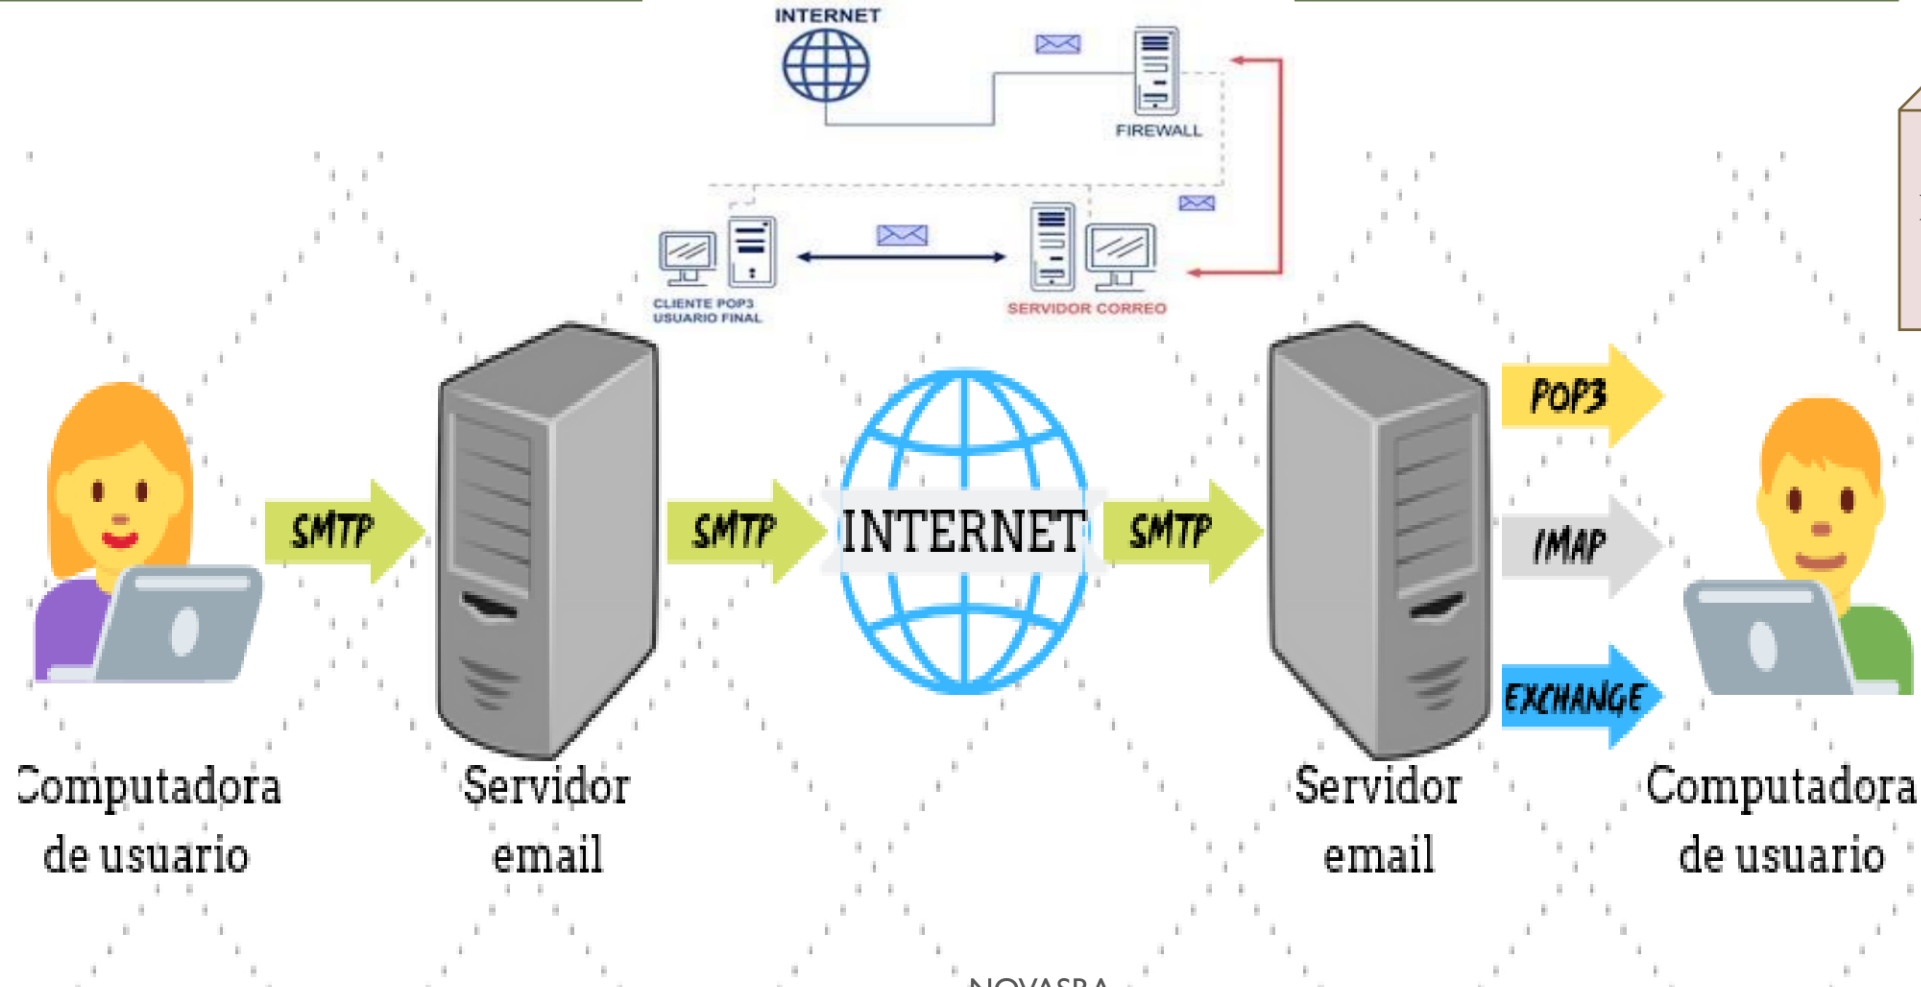 INTERNET
FIREWALL
CLIENTE POP3
USUARIO FINAL
SERVIDOR CORREO
SMTP
SMTP
INTERNET
SMTP
POP3
IMAP
EXCHANGE
Computadora
de usuario
Servidor
email
Servidor
email
Computadora
de usuario